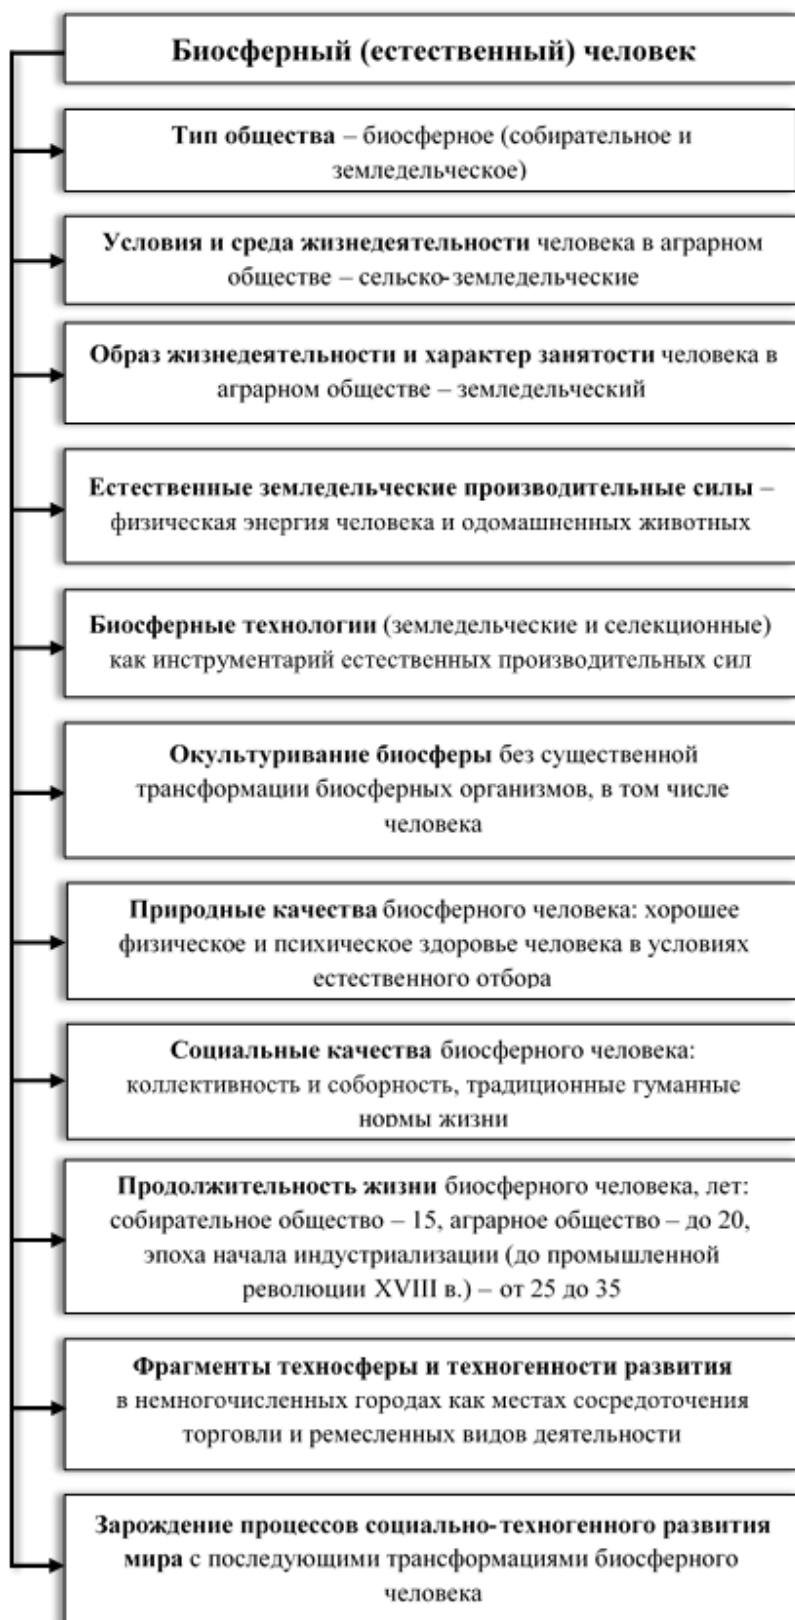 Биосферный (естественный) человек
Тип общества – биосферное (собирательное и
земледельческое)
Условия и среда жизнедеятельности человека в аграрном
обществе – сельско-земледельческие
Образ жизнедеятельности и характер занятости человека в
аграрном обществе – земледельческий
Естественные земледельческие производительные силы –
физическая энергия человека и одомашненных животных
Биосферные технологии (земледельческие и селекционные)
как инструментарий естественных производительных сил
Окультуривание биосферы без существенной
трансформации биосферных организмов, в том числе
человека
Природные качества биосферного человека: хорошее
физическое и психическое здоровье человека в условиях
естественного отбора
Социальные качества биосферного человека:
коллективность и соборность, традиционные гуманные
нормы жизни
Продолжительность жизни биосферного человека, лет:
собирательное общество – 15, аграрное общество – до 20,
эпоха начала индустриализации (до промышленной
революции XVIII в.) – от 25 до 35
Фрагменты техносферы и техногенности развития
в немногочисленных городах как местах сосредоточения
торговли и ремесленных видов деятельности
Зарождение процессов социально-техногенного развития
мира с последующими трансформациями биосферного
человека